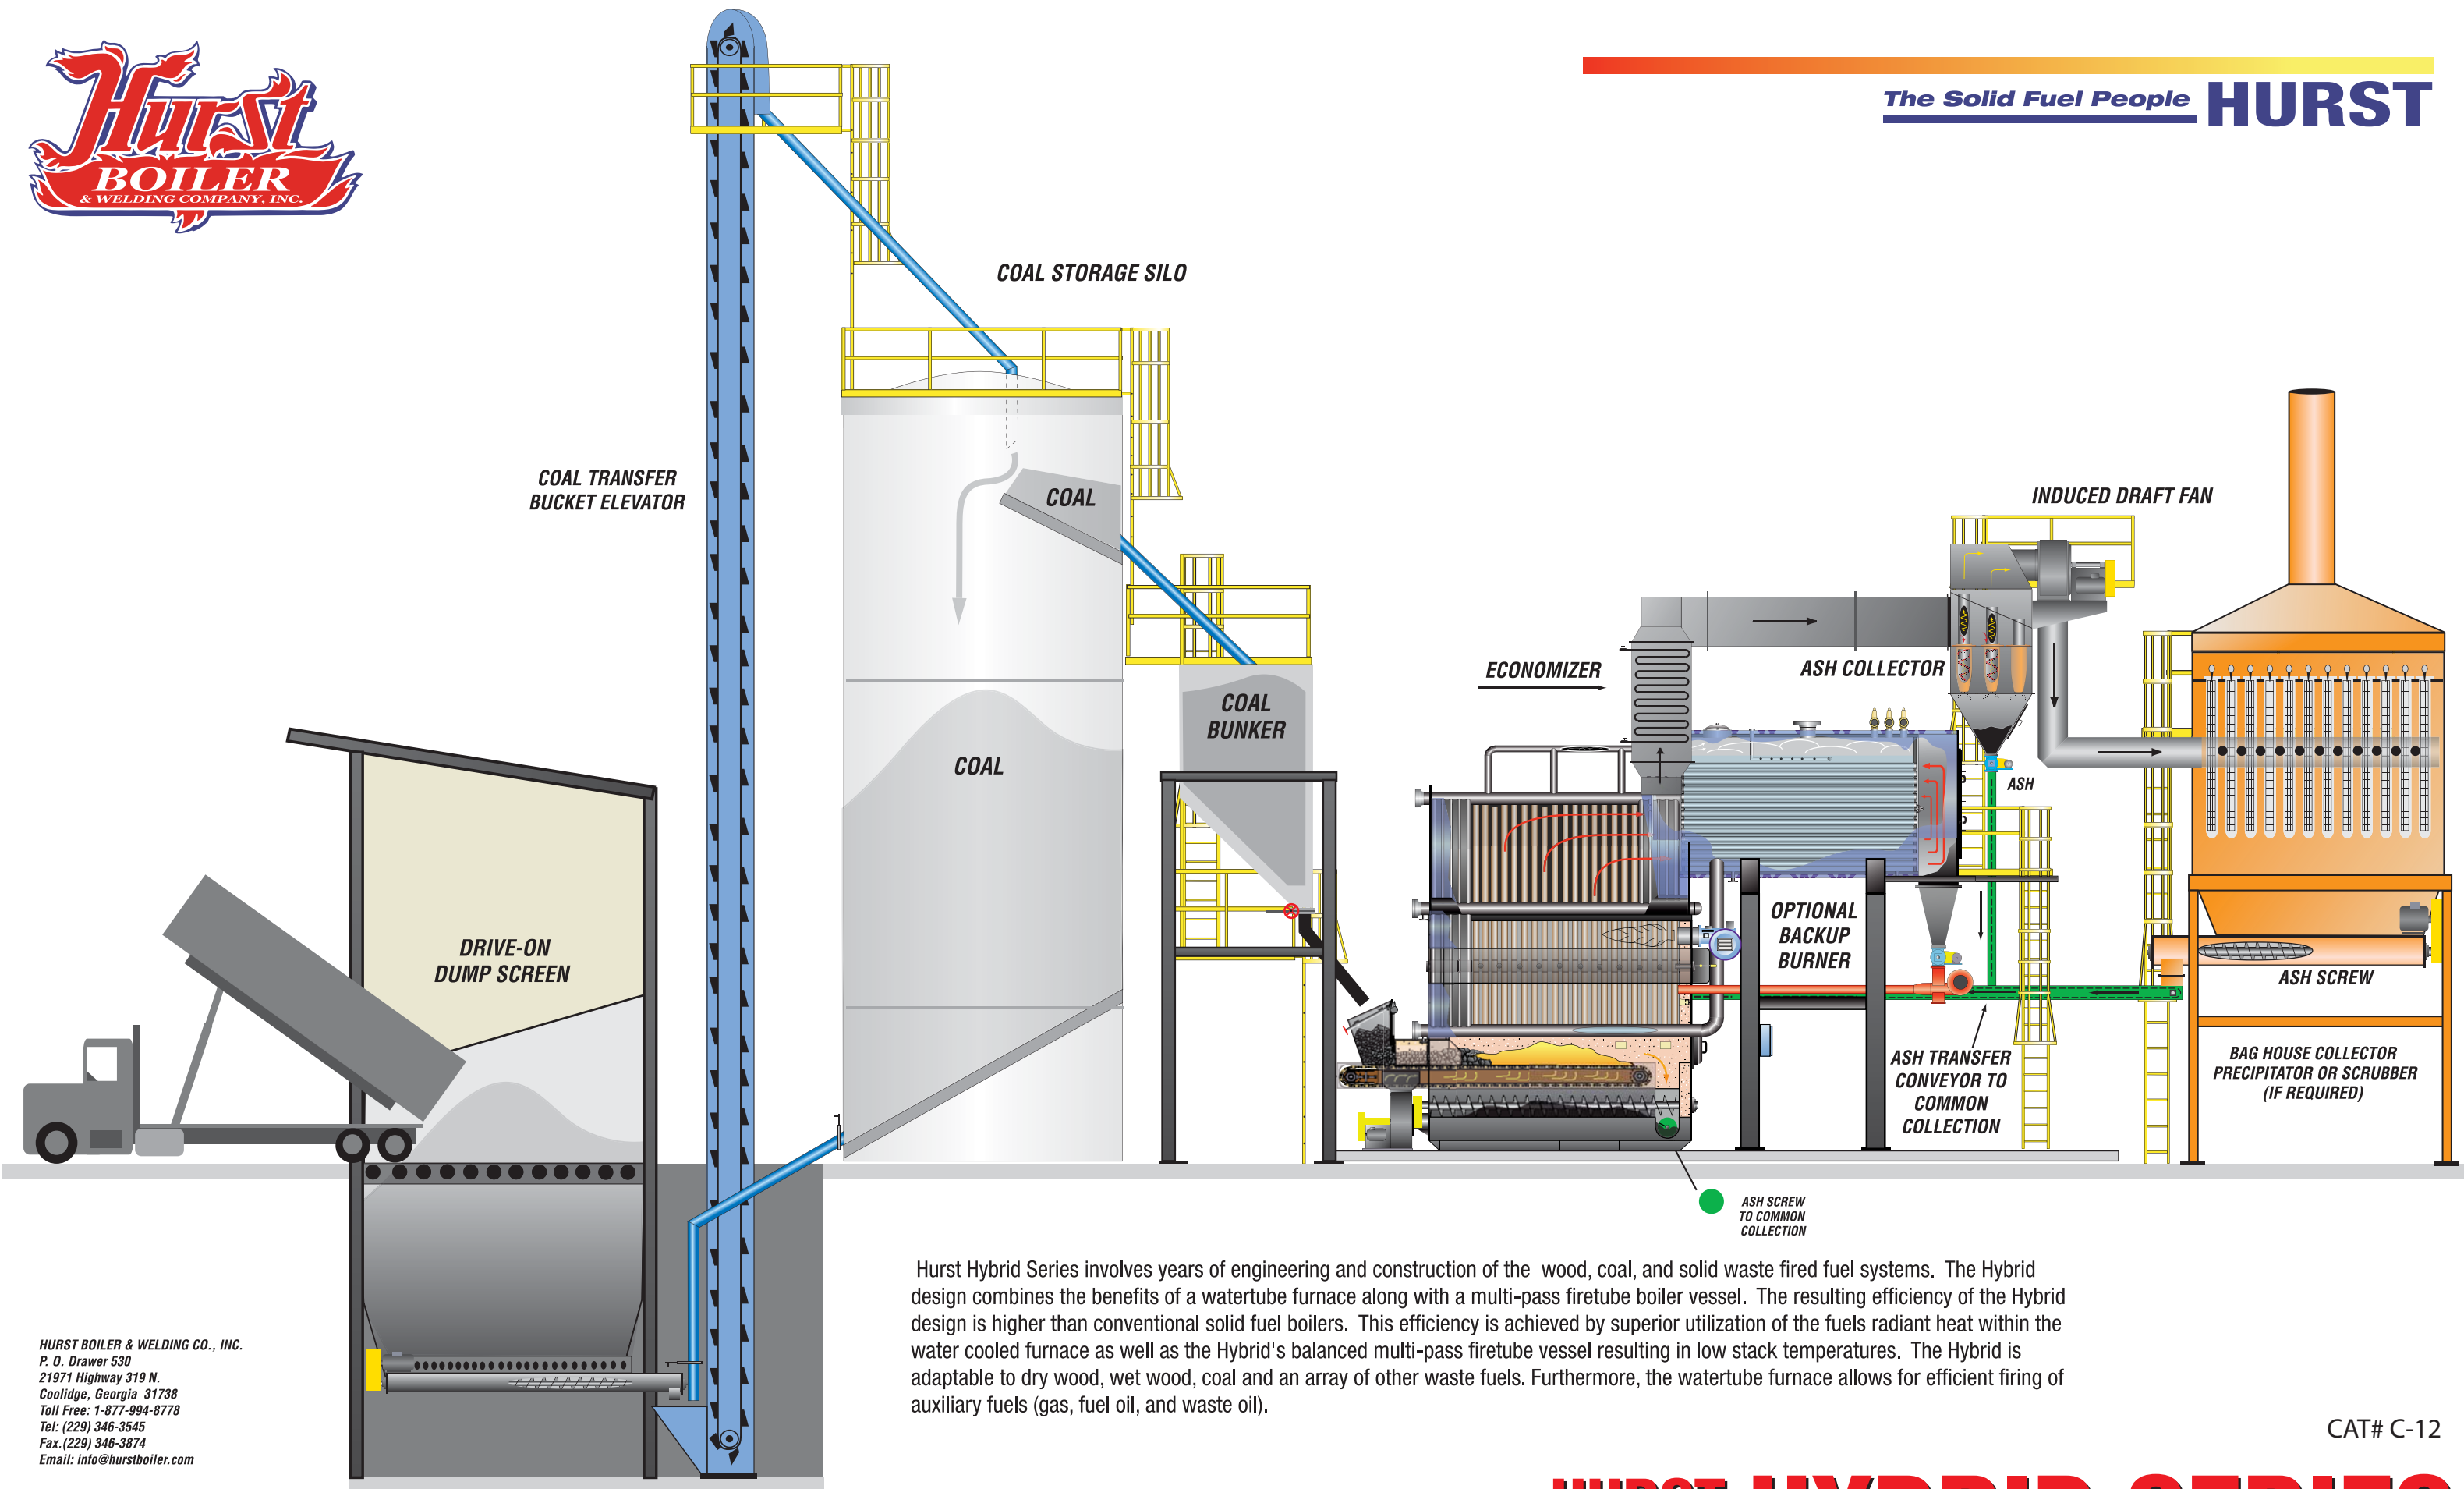 Hurst
BOILER
& WELDING COMPANY, INC.
The Solid Fuel People HURST
COAL STORAGE SILO
COAL TRANSFER
BUCKET ELEVATOR
COAL
INDUCED DRAFT FAN
ECONOMIZER
ASH COLLECTOR
COAL
BUNKER
COAL
ASH
DRIVE-ON
DUMP SCREEN
OPTIONAL
BACKUP
BURNER
ASH SCREW
ASH TRANSFER
CONVEYOR TO
COMMON
COLLECTION
BAG HOUSE COLLECTOR
PRECIPITATOR OR SCRUBBER
(IF REQUIRED)
ASH SCREW
TO COMMON
COLLECTION
Hurst Hybrid Series involves years of engineering and construction of the wood, coal, and solid waste fired fuel systems. The Hybrid
design combines the benefits of a watertube furnace along with a multi-pass firetube boiler vessel. The resulting efficiency of the Hybrid
design is higher than conventional solid fuel boilers. This efficiency is achieved by superior utilization of the fuels radiant heat within the
water cooled furnace as well as the Hybrid's balanced multi-pass firetube vessel resulting in low stack temperatures. The Hybrid is
adaptable to dry wood, wet wood, coal and an array of other waste fuels. Furthermore, the watertube furnace allows for efficient firing of
auxiliary fuels (gas, fuel oil, and waste oil).
HURST BOILER & WELDING CO., INC.
P. O. Drawer 530
21971 Highway 319 N.
Coolidge, Georgia 31738
Toll Free: 1-877-994-8778
Tel: (229) 346-3545
Fax.(229) 346-3874
Email: info@hurstboiler.com
CAT# C-12
HURST HYBRID SERIES